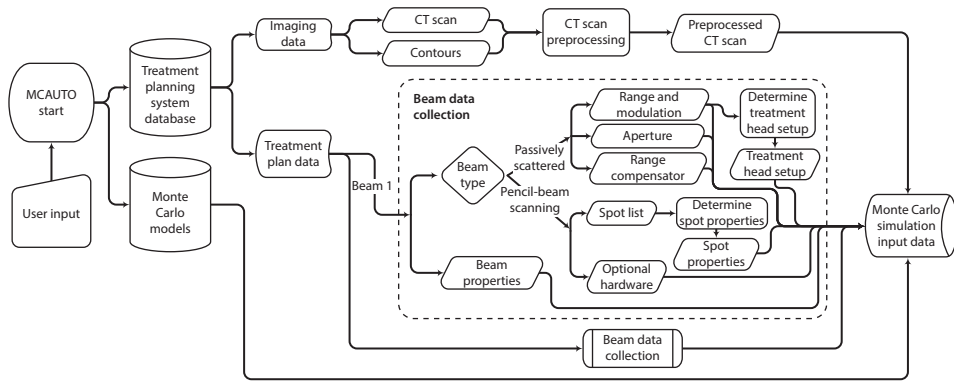 MCAUTO
start
User input
Treatment
planning
system
database
Monte
Carlo
models
Imaging
data
Treatment
plan data
CT scan
Contours
CT scan
preprocessing
Preprocessed
CT scan
Beam 1
Beam data
collection
Beam
type
Passively
scattered
Pencil-beam
scanning
Range and
modulation
Aperture
Range
compensator
Determine
treatment
head setup
Treatment
head setup
Spot list
Determine
spot properties
Spot
properties
Optional
hardware
Beam
properties
Beam data
collection
Monte Carlo
simulation
input data